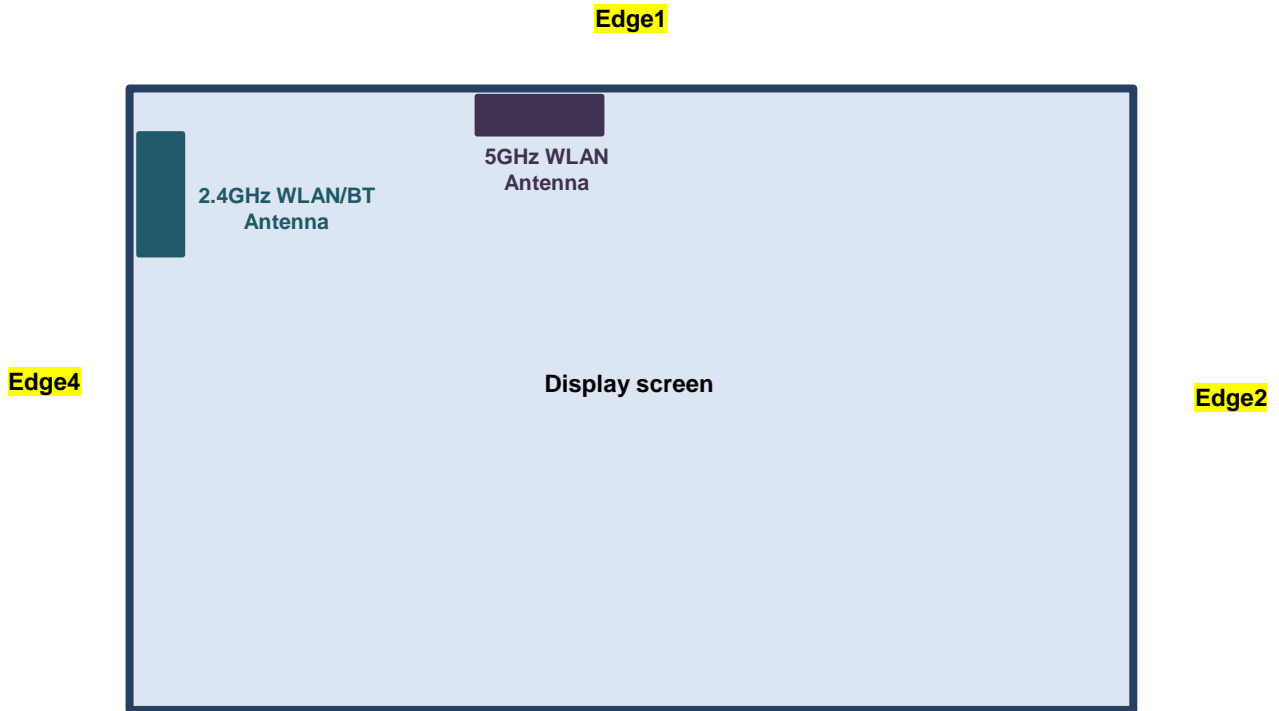 Edge1
5GHz WLAN
Antenna
2.4GHz WLAN/BT
Antenna
Edge4
Display screen
Edge2